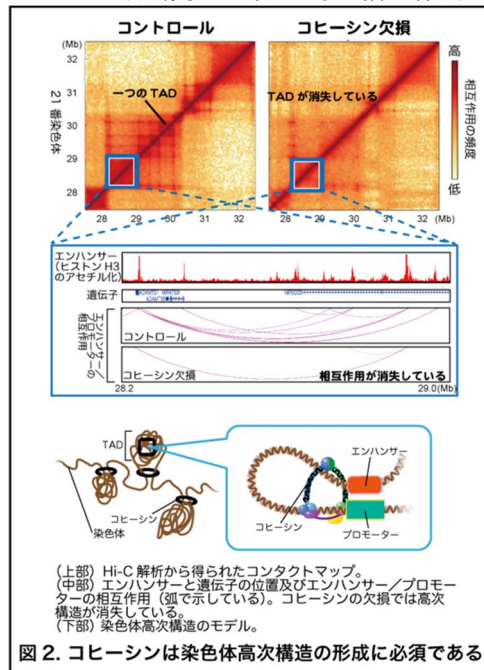 コントロール
コヒーシン欠損
(Mb)
32
31
30
29
28
21番染色体
一つのTAD
TADが消失している
高
相互作用の頻度
低
28 29 30 31 32
28 29 30 31 32 (Mb)
エンハンサー
(ヒストンH3
のアセチル化)
遺伝子
エンハンサー/
プロモーターの
相互作用
コントロール
コヒーシン欠損
相互作用が消失している
28.2
29.0(Mb)
TAD
染色体
コヒーシン
コヒーシン
エンハンサー
プロモーター
(上部)Hi-C 解析から得られたコンタクトマップ。
(中部)エンハンサーと遺伝子の位置及びエンハンサー/プロモー
ターの相互作用(弧で示している)。コヒーシンの欠損では高次
構造が消失している。
(下部)染色体高次構造のモデル。
図 2. コヒーシンは染色体高次構造の形成に必須である